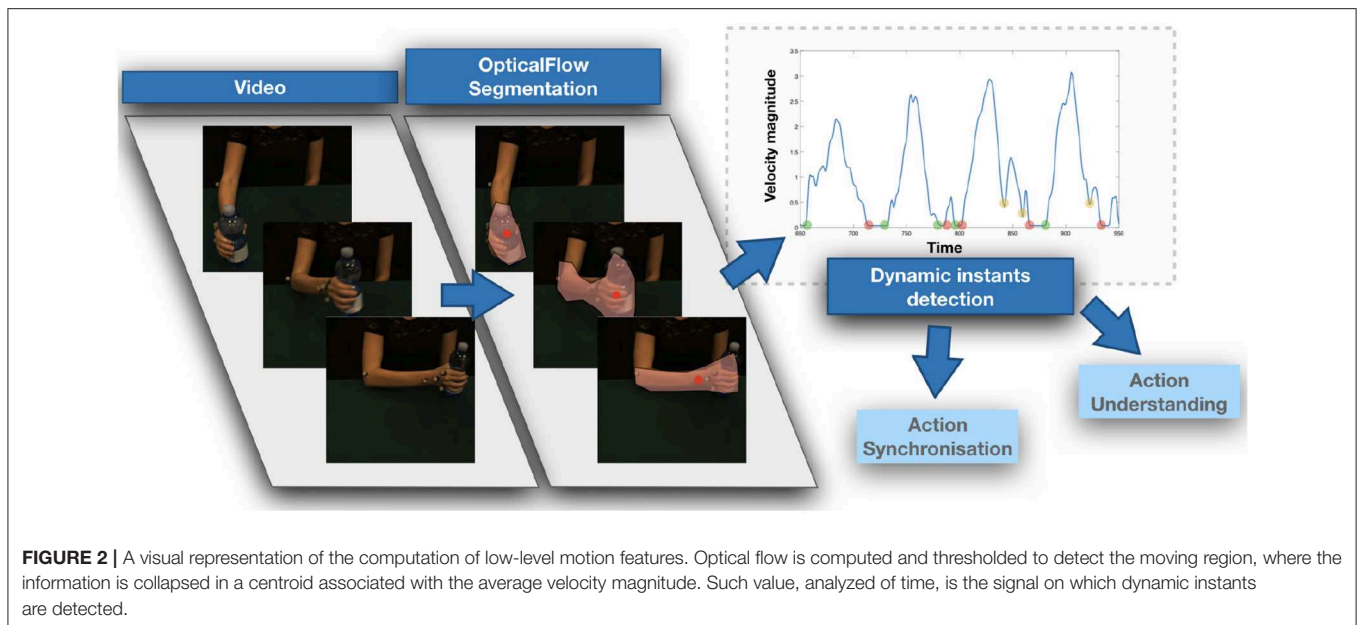 Video
OpticalFlow
Segmentation
Velocity magnitude
3.5
3
2.5
2
1.5
1
0.5
0
650
700
750
800
850
900
950
Time
Dynamic instants
detection
Action
Synchronisation
Action
Understanding
FIGURE 2 | A visual representation of the computation of low-level motion features. Optical flow is computed and thresholded to detect the moving region, where the
information is collapsed in a centroid associated with the average velocity magnitude. Such value, analyzed of time, is the signal on which dynamic instants
are detected.